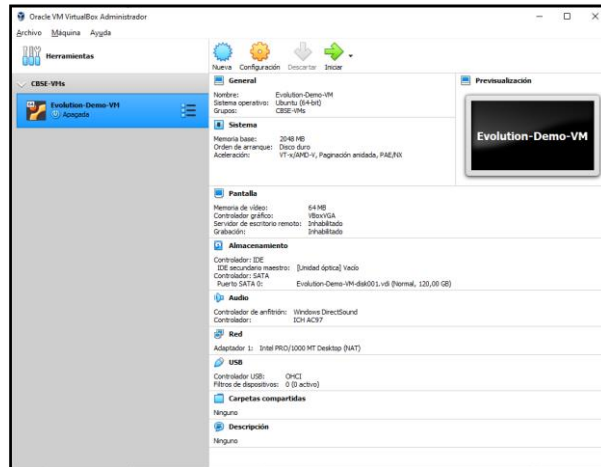 Oracle VM VirtualBox Administrador
Archivo Máquina Ayuda
Herramientas
Nueva Configuración Descartar Iniciar
CBSE-VMs
Evolution-Demo-VM
Apagada
General
Nombre: Evolution-Demo-VM
Sistema operativo: Ubuntu (64-bit)
Grupos: CBSE-VMs
Previsualización
Evolution-Demo-VM
Sistema
Memoria base: 2048 MB
Orden de arranque: Disco duro
Aceleración: VT-x/AMD-V, Paginación anidada, PAE/NX
Pantalla
Memoria de vídeo: 64 MB
Controlador gráfico: VBoxVGA
Servidor de escritorio remoto: Inhabilitado
Grabación: Inhabilitado
Almacenamiento
Controlador: IDE
IDE secundario maestro: [Unidad óptica] Vacío
Controlador: SATA
Puerto SATA 0: Evolution-Demo-VM-disk001.vdi (Normal, 120,00 GB)
Audio
Controlador de anfitrión: Windows DirectSound
Controlador: ICH AC97
Red
Adaptador 1: Intel PRO/1000 MT Desktop (NAT)
USB
Controlador USB: OHCI
Filtros de dispositivos: 0 (0 activo)
Carpetas compartidas
Ninguno
Descripción
Ninguno